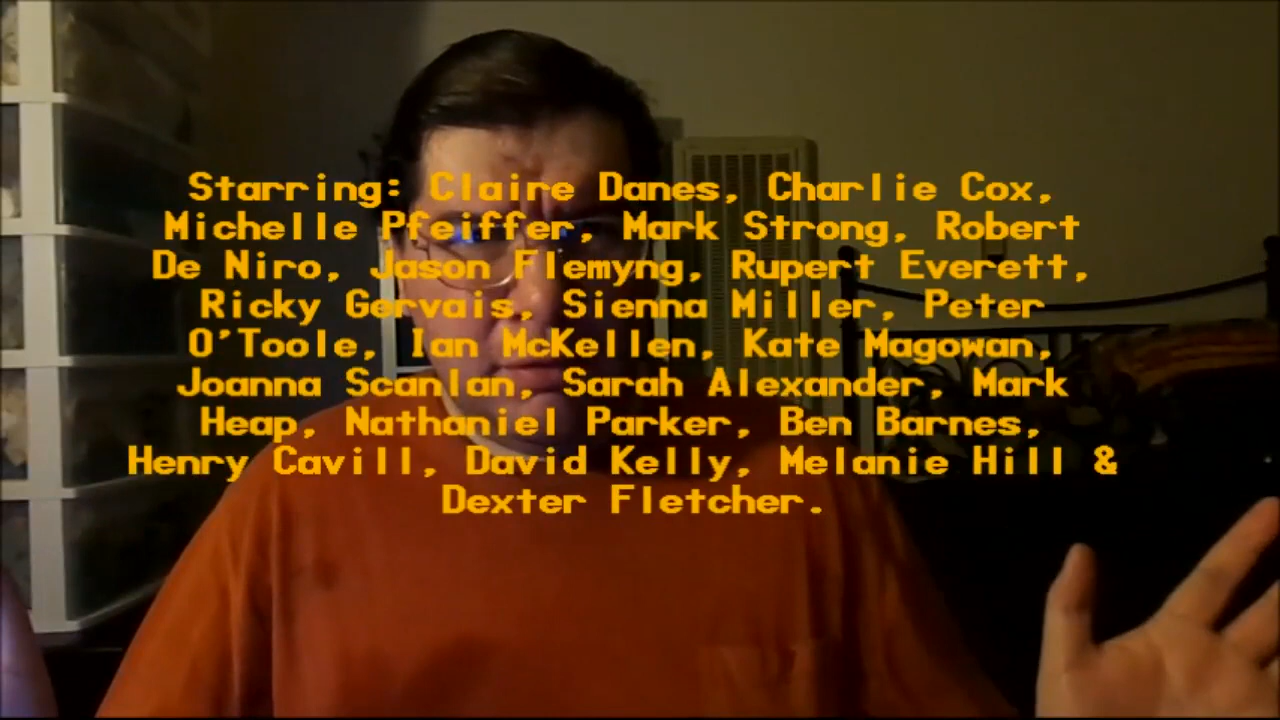 Starring: Claire Danes, Charlie Cox,
Michelle Pfeiffer, Mark Strong, Robert
De Niro, Jason Flemyng, Rupert Everett,
Ricky Gervais, Sienna Miller, Peter
O'Toole, Ian McKellen, Kate Magowan,
Joanna Scanlan, Sarah Alexander, Mark
Heap, Nathaniel Parker, Ben Barnes,
Henry Cavill, David Kelly, Melanie Hill &
Dexter Fletcher.